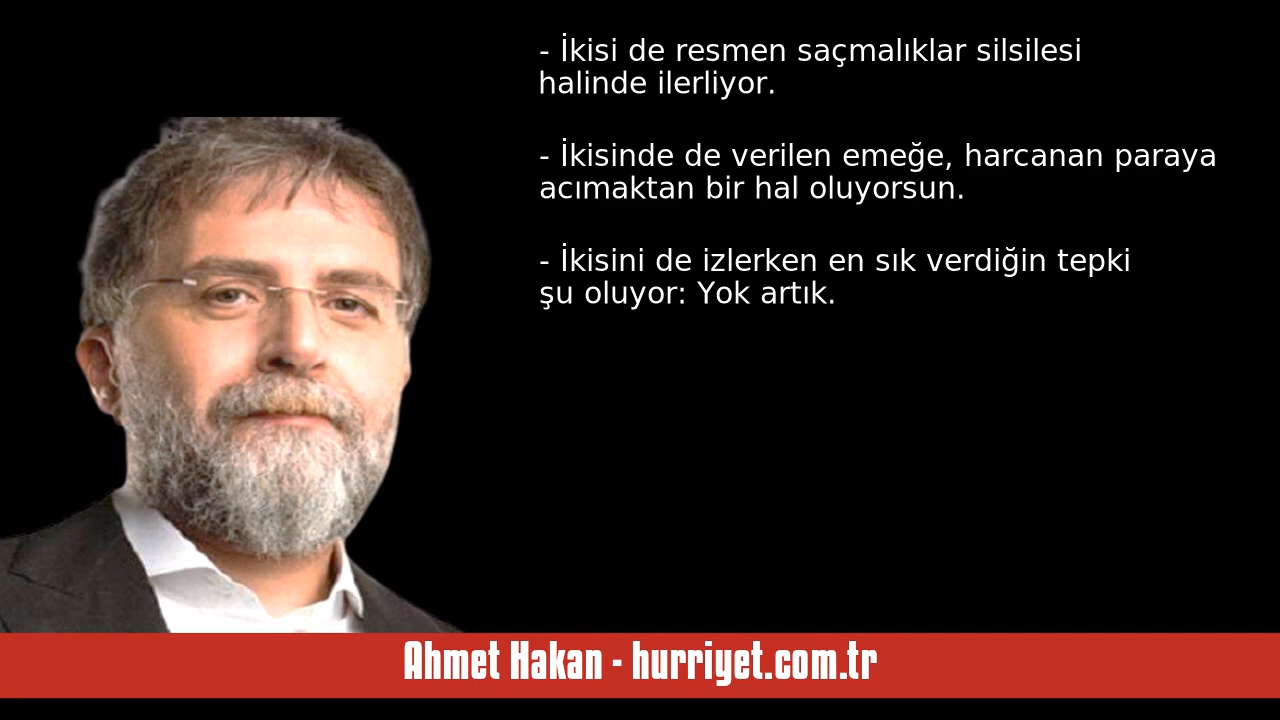 - İkisi de resmen saçmalıklar silsilesi
halinde ilerliyor.
- İkisinde de verilen emeğe, harcanan paraya
acımaktan bir hal oluyorsun.
- İkisini de izlerken en sık verdiğin tepki
şu oluyor: Yok artık.
Ahmet Hakan - hurriyet.com.tr